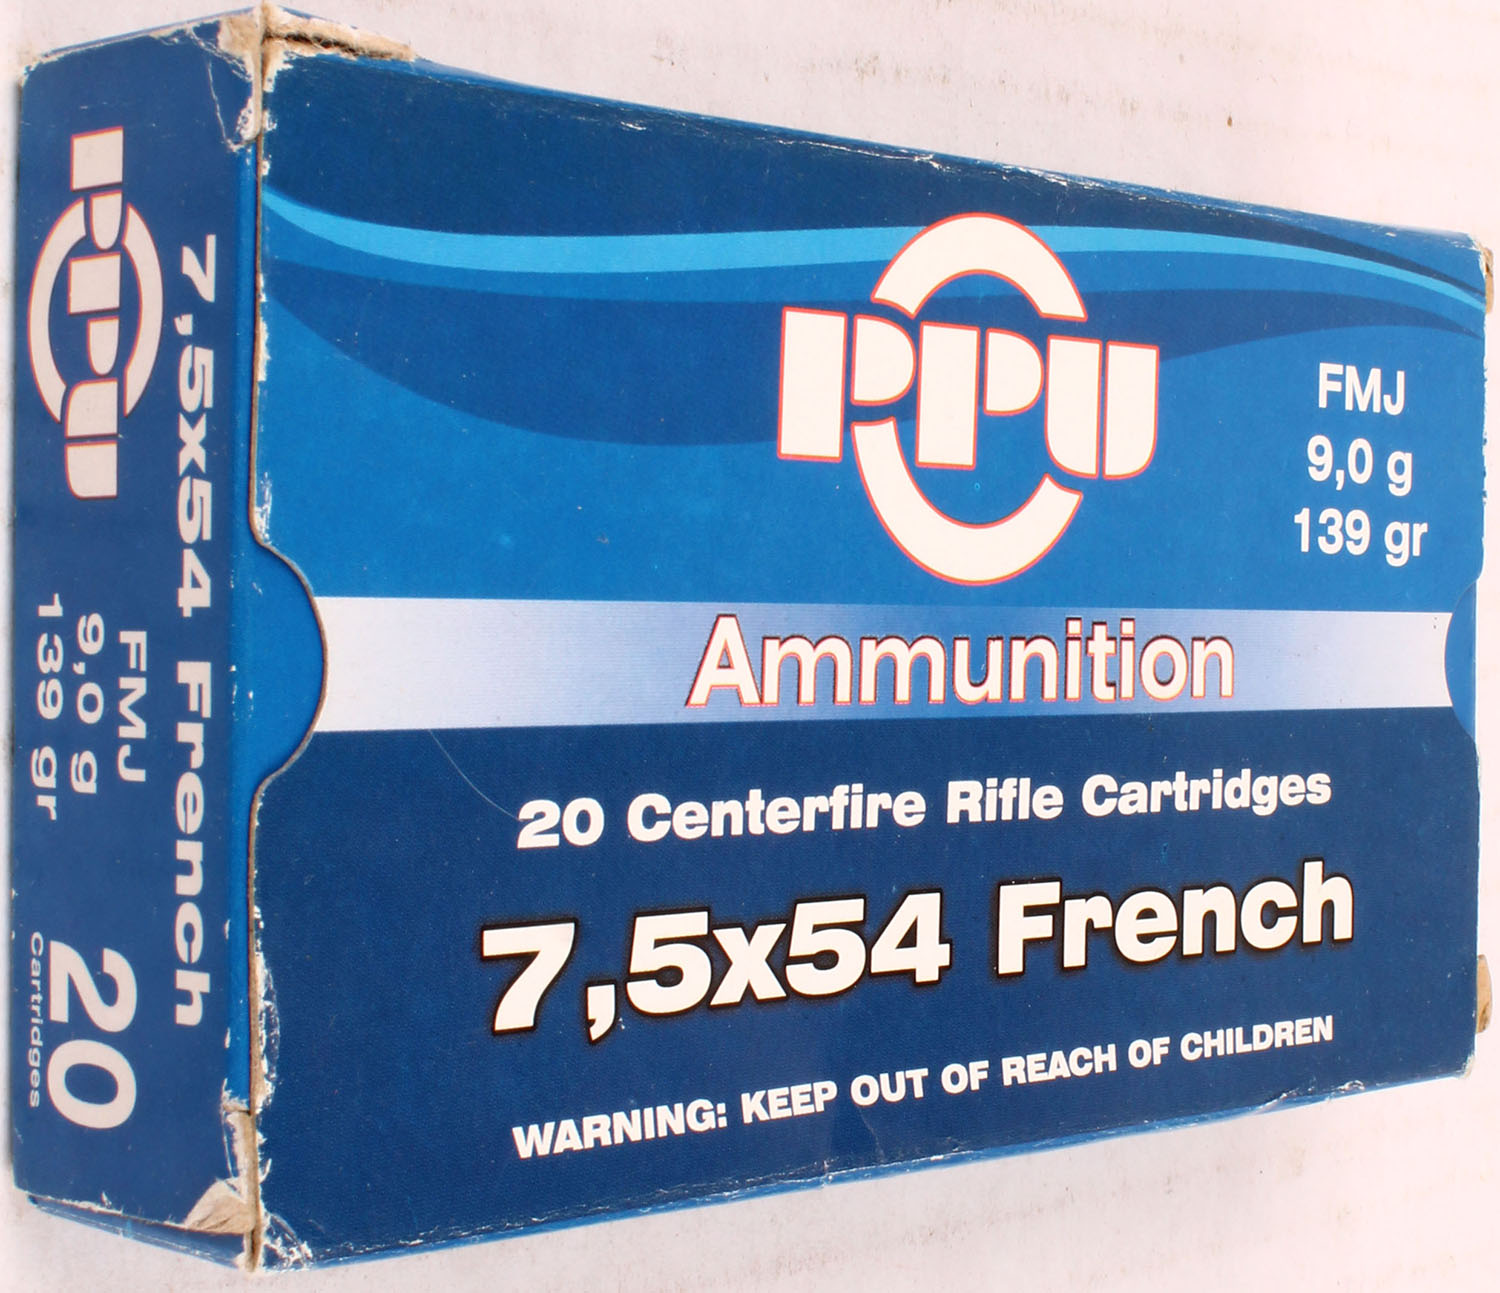 PPU
FMJ
9,0 g
139 gr
Ammunition
20 Centerfire Rifle Cartridges
7,5x54 French
WARNING: KEEP OUT OF REACH OF CHILDREN
PPU
7,5x54 French
FMJ
9,0 g
139 gr
20
Cartridges